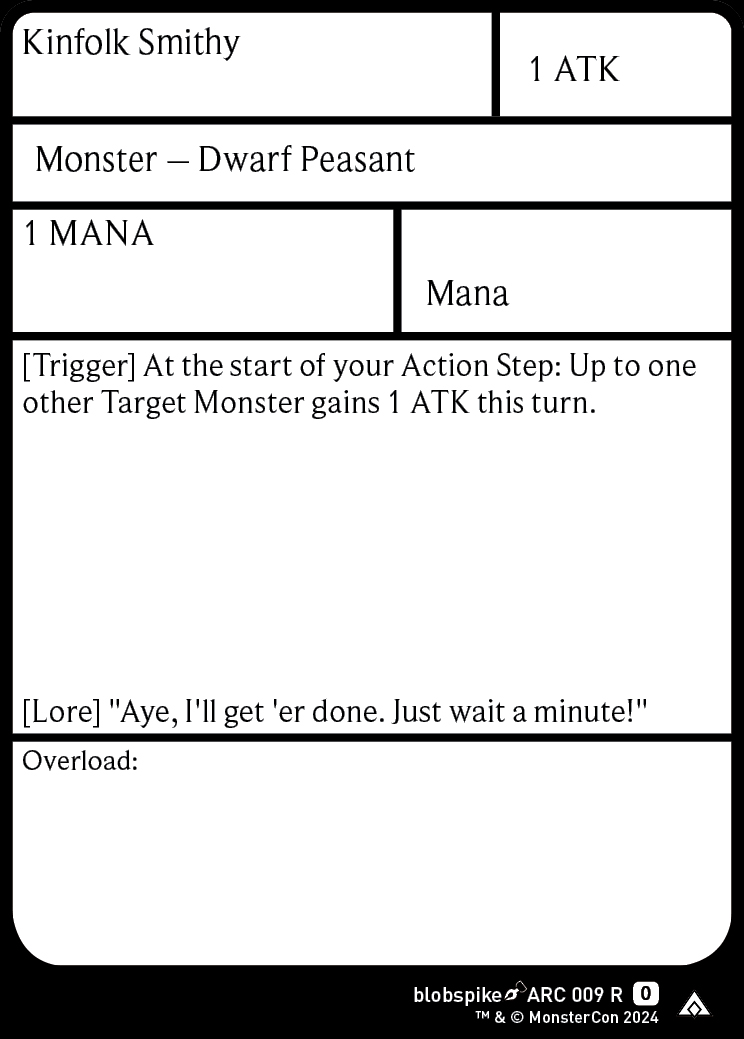 Kinfolk Smithy
1 ATK
Monster – Dwarf Peasant
1 MANA
Mana
[Trigger] At the start of your Action Step: Up to one
other Target Monster gains 1 ATK this turn.
[Lore] "Aye, I'll get 'er done. Just wait a minute!"
Overload:
blobspike ARC 009 R 0
™ & © MonsterCon 2024